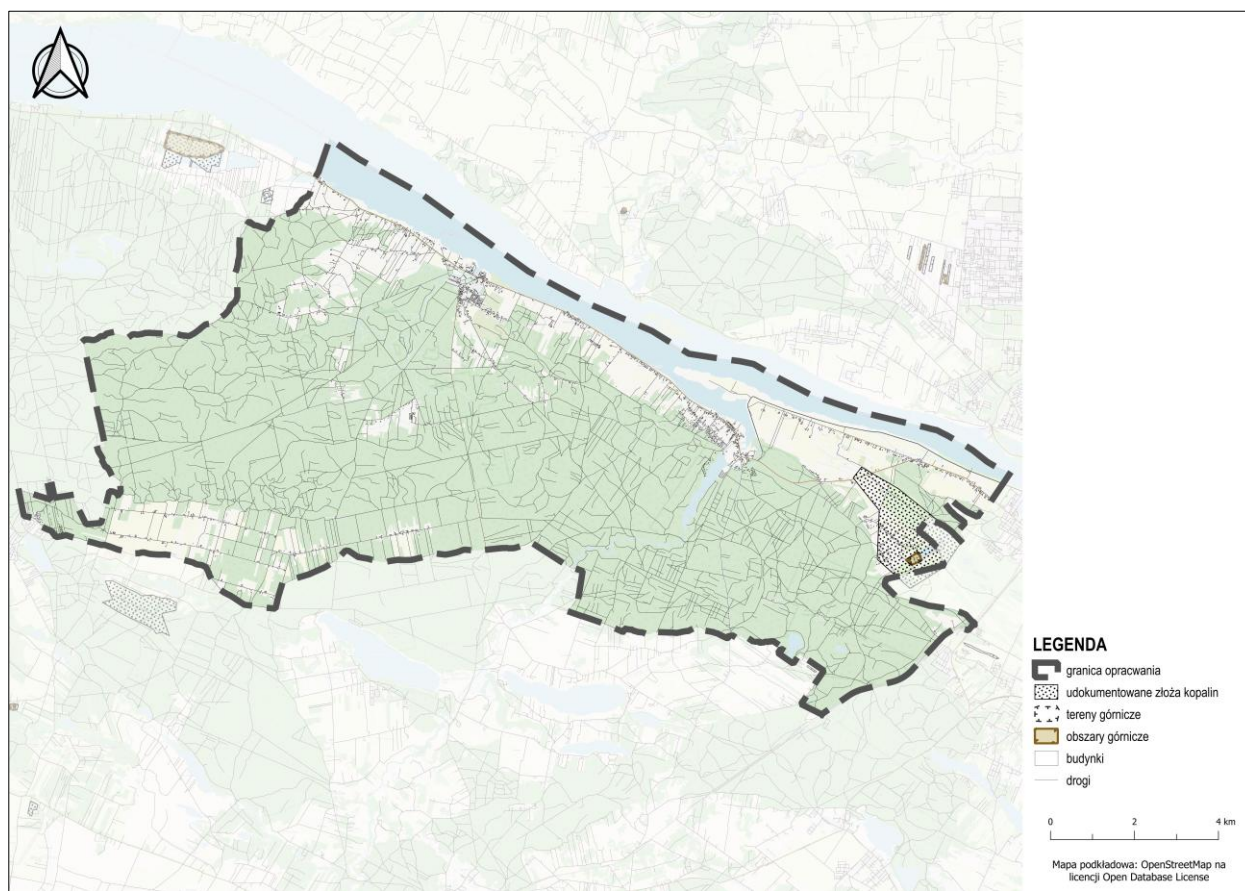 LEGENDA
granica opracwania
udokumentowane złoża kopalin
tereny górnicze
obszary górnicze
budynki
drogi
0 2 4 km
Mapa podkładowa: OpenStreetMap na
licencji Open Database License